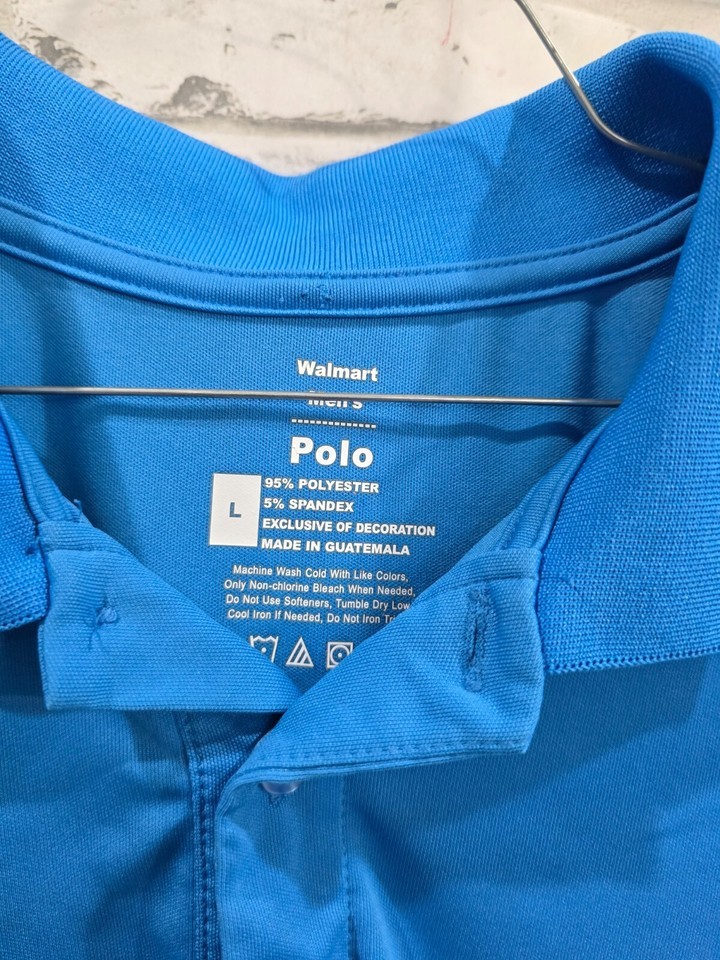 Walmart
Men's
Polo
L
95% POLYESTER
5% SPANDEX
EXCLUSIVE OF DECORATION
MADE IN GUATEMALA
Machine Wash Cold With Like Colors,
Only Non-chlorine Bleach When Needed,
Do Not Use Softeners, Tumble Dry Low
Cool Iron If Needed, Do Not Iron